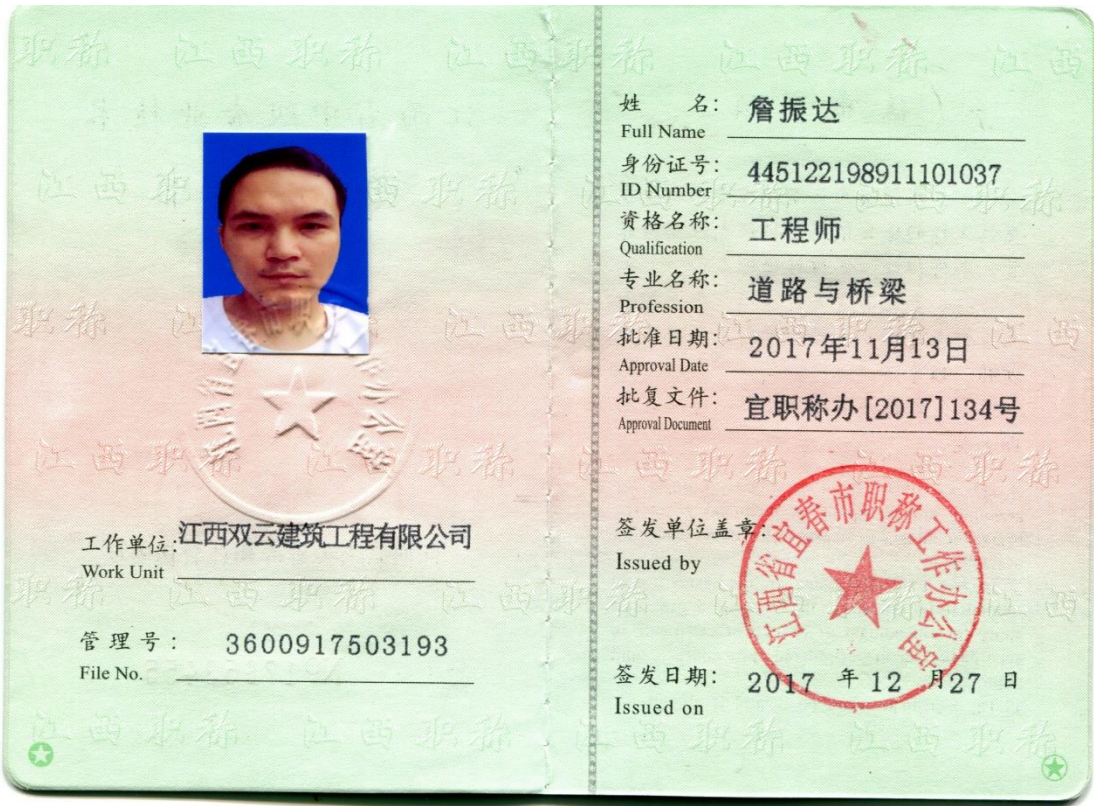 工作单位:江西双云建筑工程有限公司
Work Unit
管理号: 3600917503193
File No.
姓 名: 詹振达
Full Name
身份证号: 445122198911101037
ID Number
资格名称: 工程师
Qualification
专业名称: 道路与桥梁
Profession
批准日期: 2017年11月13日
Approval Date
批复文件: 宜职称办[2017]134号
Approval Document
签发单位盖章:
Issued by
江西省宜春市职称工作办公室
签发日期: 2017 年 12 月 27 日
Issued on
江西职称